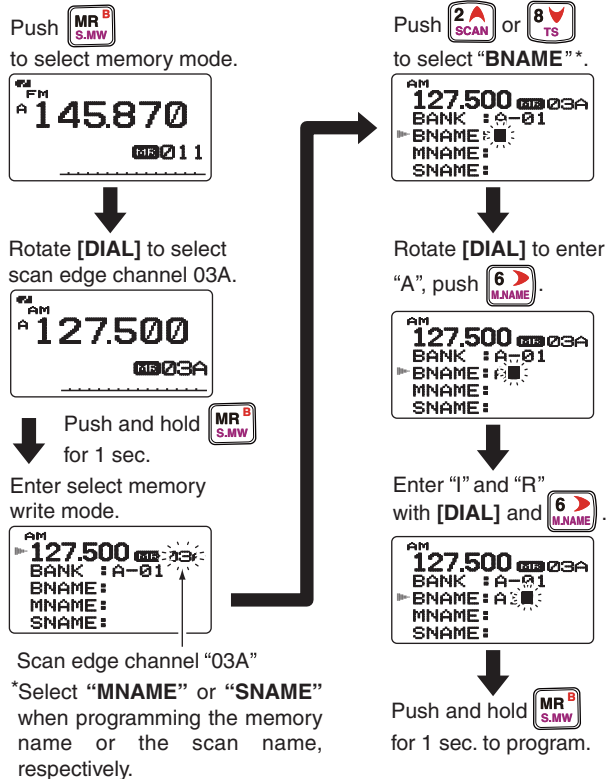 Push MR B S.MW
to select memory mode.
FM
A 145.870
MR 011
Rotate [DIAL] to select
scan edge channel 03A.
AM
A 127.500
MR 03A
Push and hold MR B S.MW
for 1 sec.
Enter select memory
write mode.
AM
127.500 MR 03A
BANK :A-01
BNAME:
MNAME:
SNAME:
Scan edge channel “03A”
*Select “MNAME” or “SNAME”
when programming the memory
name or the scan name,
respectively.
Push 2 SCAN or 8 TS
to select “BNAME”*.
AM
127.500 MR 03A
BANK :A-01
BNAME:
MNAME:
SNAME:
Rotate [DIAL] to enter
“A”, push 6 M.NAME.
AM
127.500 MR 03A
BANK :A-01
BNAME:
MNAME:
SNAME:
Enter “I” and “R”
with [DIAL] and 6 M.NAME.
AM
127.500 MR 03A
BANK :A-01
BNAME:A
MNAME:
SNAME:
Push and hold MR B S.MW
for 1 sec. to program.